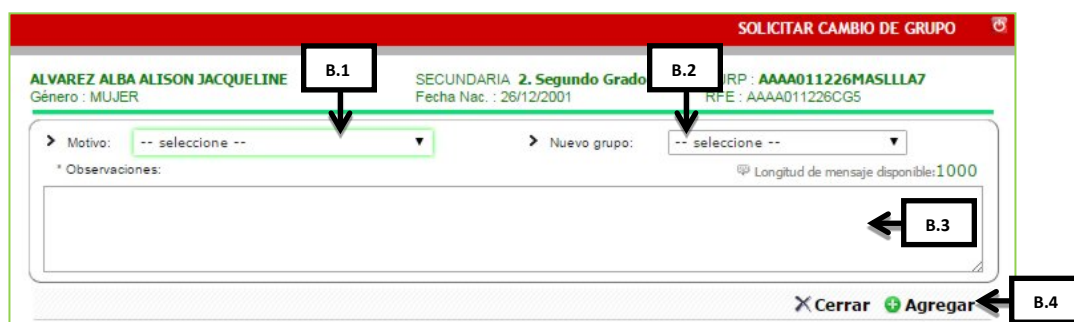 SOLICITAR CAMBIO DE GRUPO
B.1
B.2
ALVAREZ ALBA ALISON JACQUELINE SECUNDARIA 2. Segundo Grado URP : AAAA011226MASLLLA7
Género : MUJER Fecha Nac. : 26/12/2001 RFE : AAAA011226CG5
Motivo: -- seleccione -- Nuevo grupo: -- seleccione --
* Observaciones: Longitud de mensaje disponible:1000
B.3
Cerrar Agregar
B.4